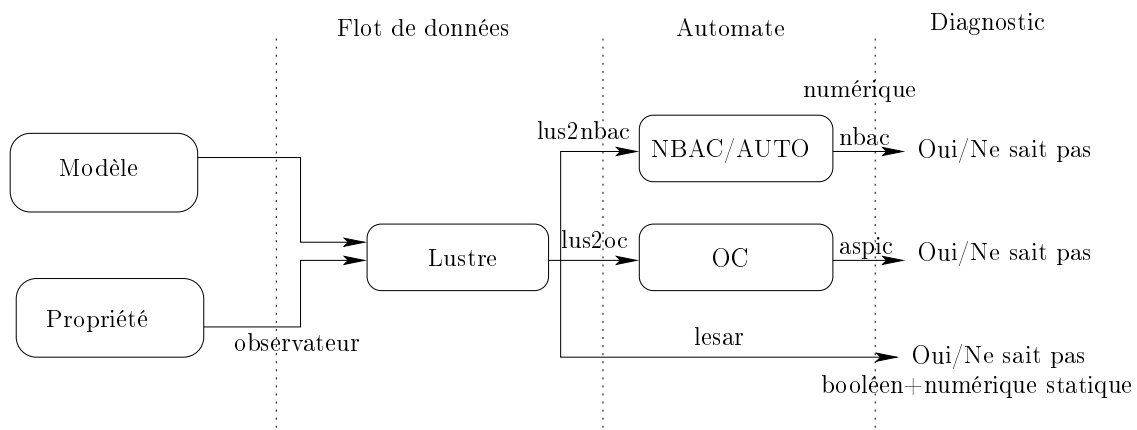 Flot de données
Automate
Diagnostic
numérique
Modèle
lus2nbac
NBAC/AUTO
nbac
Oui/Ne sait pas
Lustre
lus2oc
OC
aspic
Oui/Ne sait pas
Propriété
observateur
lesar
Oui/Ne sait pas
booléen+numérique statique